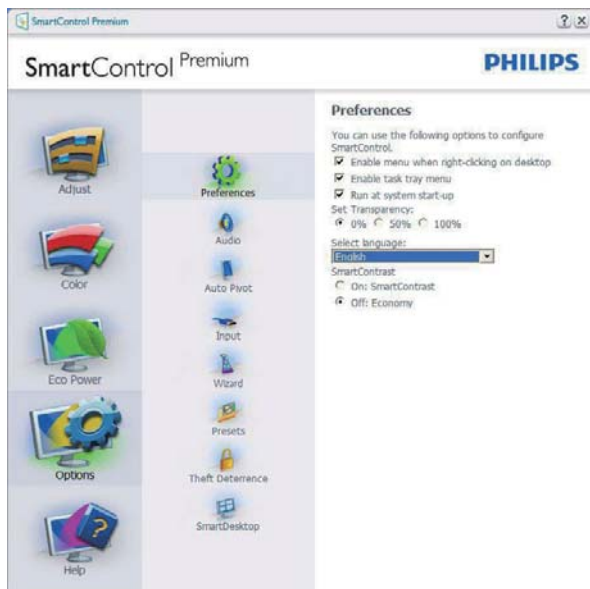 SmartControl Premium
SmartControl Premium
PHILIPS
Adjust
Color
Eco Power
Options
Help
Preferences
Audio
Auto Pivot
Input
Wizard
Presets
Theft Deterrence
SmartDesktop
Preferences
You can use the following options to configure
SmartControl.
Enable menu when right-clicking on desktop
Enable task tray menu
Run at system start-up
Set Transparency:
0% 50% 100%
Select language:
English
SmartContrast
On: SmartContrast
Off: Economy